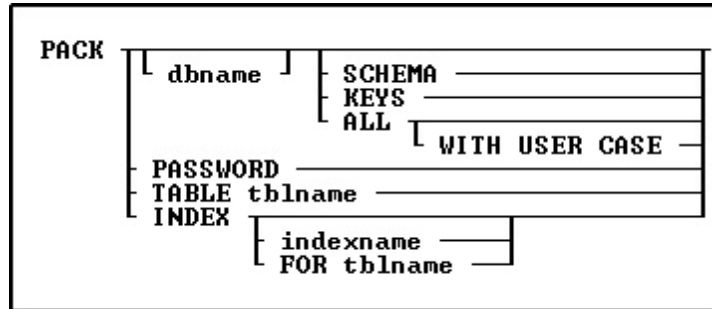 PACK
dbname
SCHEMA
KEYS
ALL
WITH USER CASE
PASSWORD
TABLE tblname
INDEX
indexname
FOR tblname